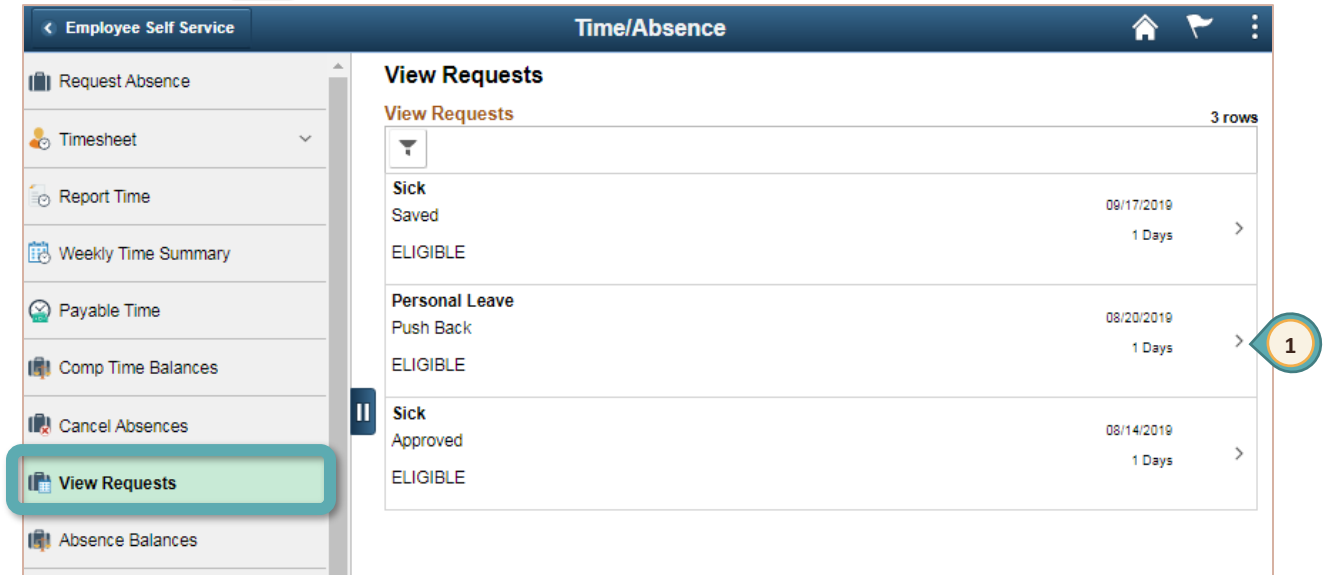 Employee Self Service
Time/Absence
Request Absence
Timesheet
Report Time
Weekly Time Summary
Payable Time
Comp Time Balances
Cancel Absences
View Requests
Absence Balances
View Requests
View Requests
3 rows
Sick
Saved
ELIGIBLE
09/17/2019
1 Days
Personal Leave
Push Back
ELIGIBLE
08/20/2019
1 Days
1
Sick
Approved
ELIGIBLE
08/14/2019
1 Days